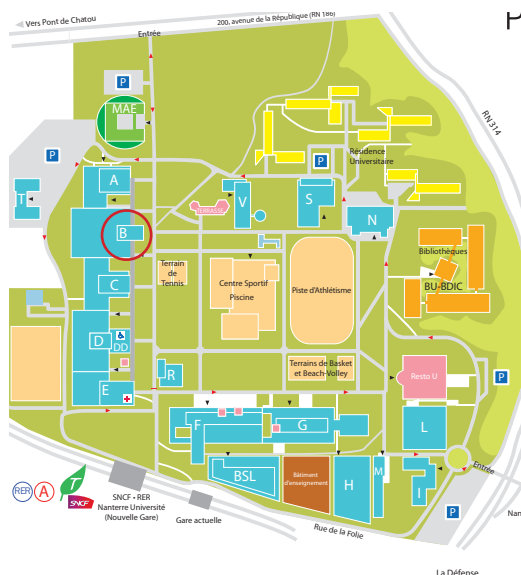 Vers Pont de Chatou
200, avenue de la République (RN 186)
Entrée
P
MAE
RN 314
P
Résidence
Universitaire
P
A
T
TERRASSE
V
S
N
B
Bibliothèques
BU-BDIC
Terrain
de
Tennis
Centre Sportif
Piscine
Piste d'Athlétisme
C
D
DD
Terrains de Basket
et Beach-Volley
R
Resto U
P
E
F
G
L
BSL
Bâtiment
d'enseignement
H
M
I
Entrée
P
RER
A
T
SNCF
SNCF • RER
Nanterre Université
(Nouvelle Gare)
Gare actuelle
Rue de la Folie
Nan
La Défense